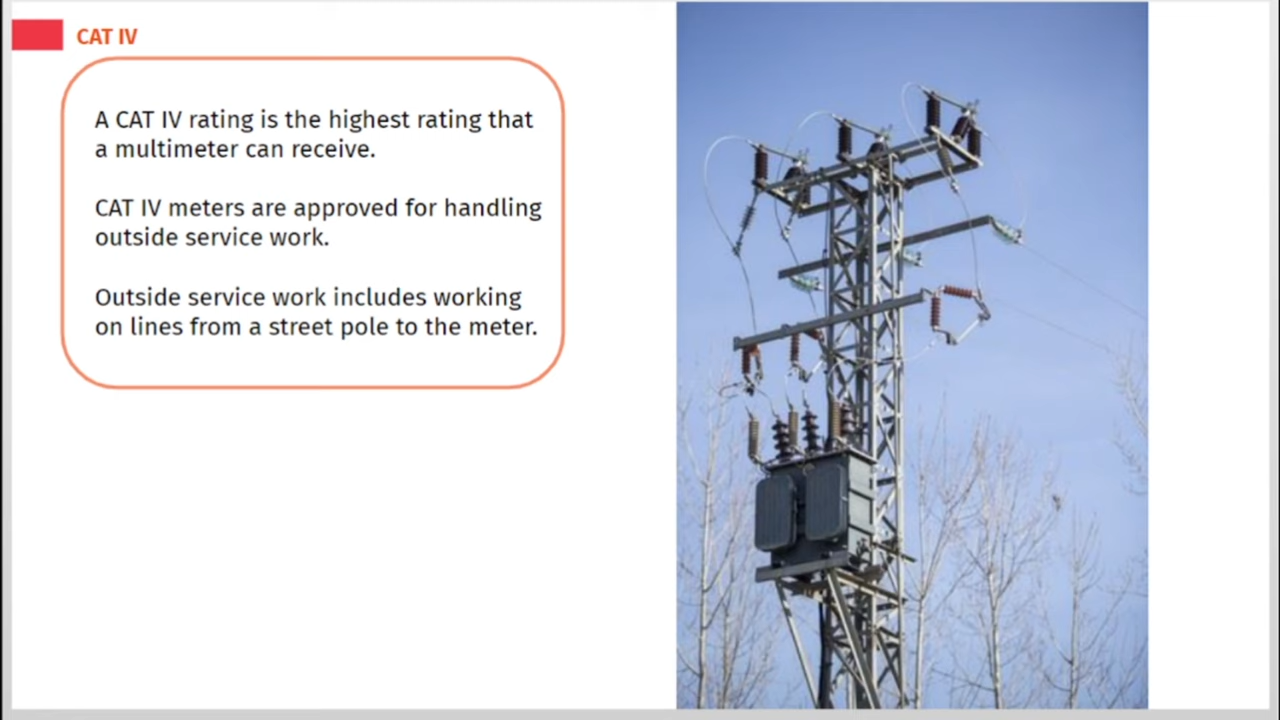 CAT IV
A CAT IV rating is the highest rating that
a multimeter can receive.
CAT IV meters are approved for handling
outside service work.
Outside service work includes working
on lines from a street pole to the meter.